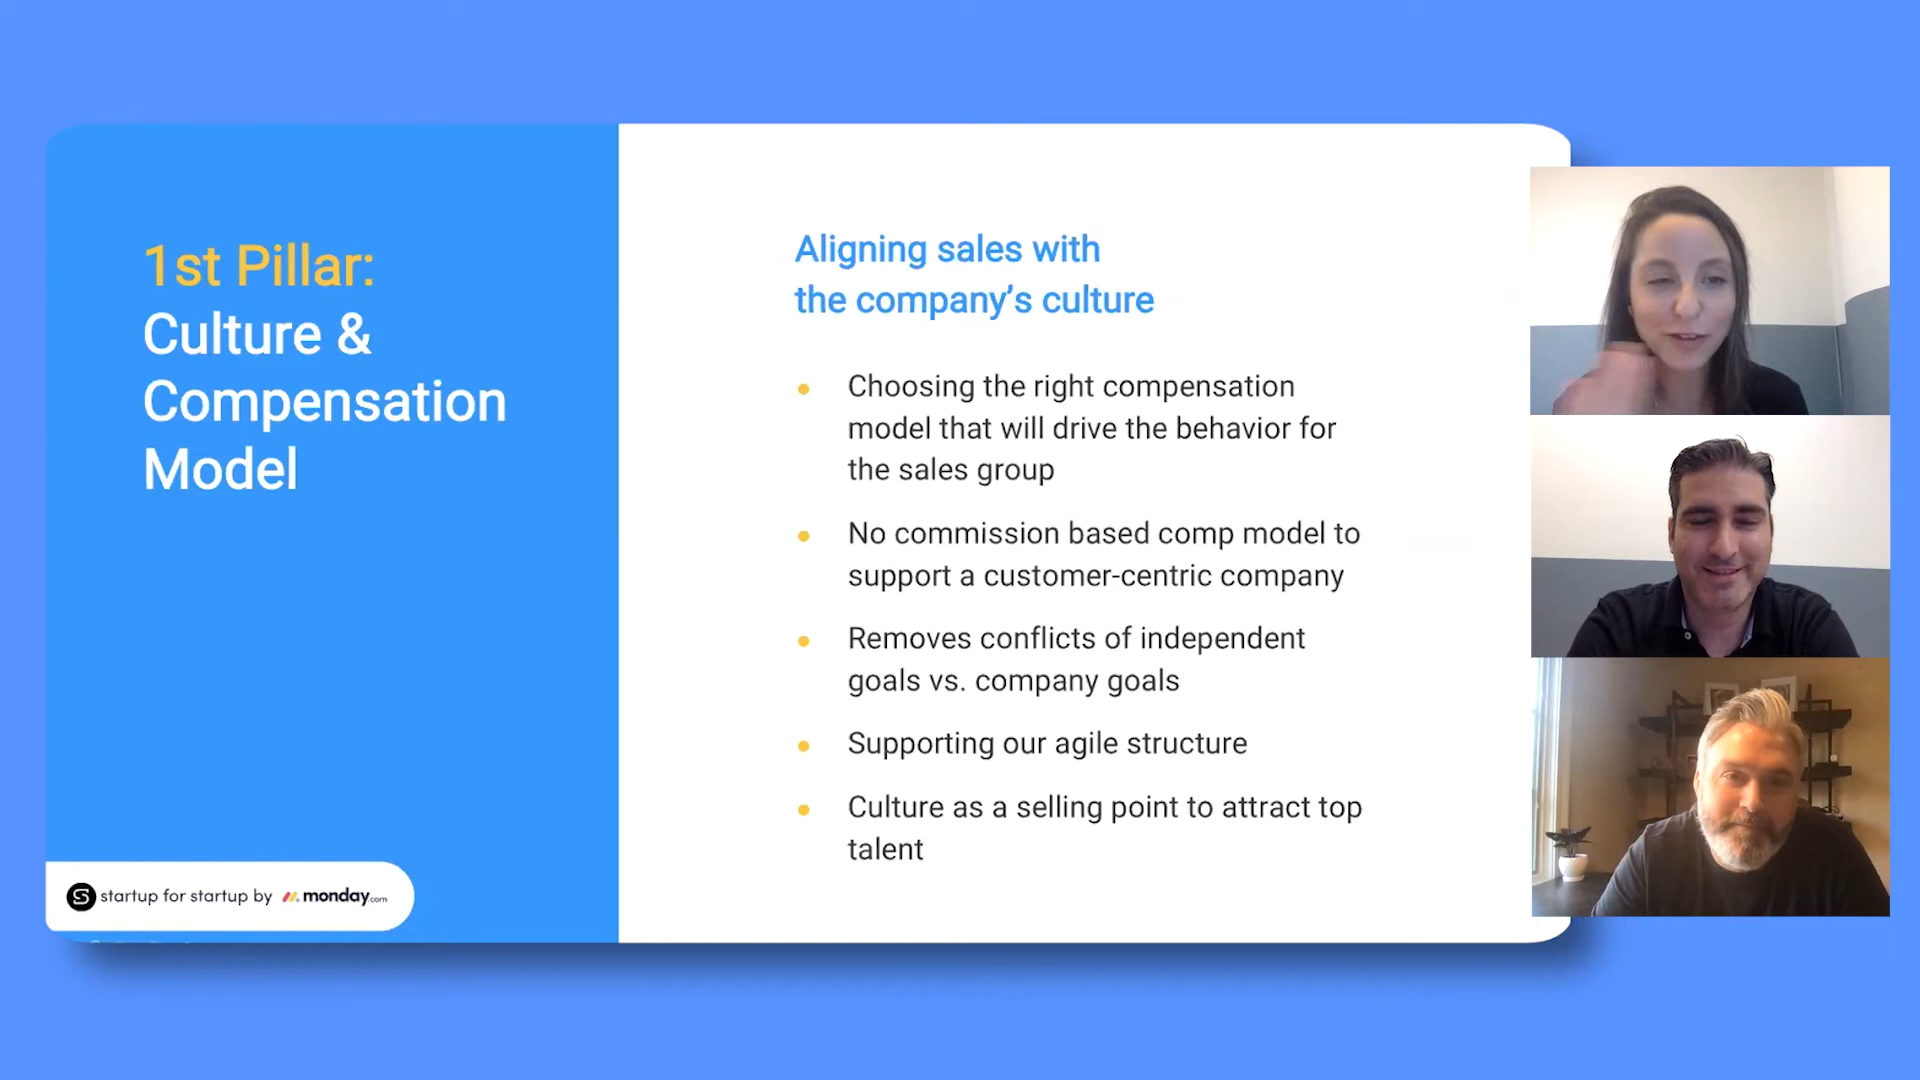 1st Pillar:
Culture &
Compensation
Model
Aligning sales with
the company's culture
Choosing the right compensation
model that will drive the behavior for
the sales group
No commission based comp model to
support a customer-centric company
Removes conflicts of independent
goals vs. company goals
Supporting our agile structure
Culture as a selling point to attract top
talent
startup for startup by monday.com